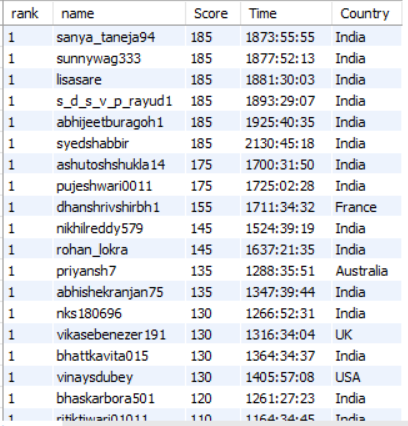 rank name Score Time Country
1 sanya_taneja94 185 1873:55:55 India
1 sunnywag333 185 1877:52:13 India
1 lisasare 185 1881:30:03 India
1 s_d_s_v_p_rayud1 185 1893:29:07 India
1 abhijeetburagoh1 185 1925:40:35 India
1 syedshabbir 185 2130:45:18 India
1 ashutoshshukla14 175 1700:31:50 India
1 pujeshwari0011 175 1725:02:28 India
1 dhanshrivshirbh1 155 1711:34:32 France
1 nikhilreddy579 145 1524:39:19 India
1 rohan_lokra 145 1637:21:35 India
1 priyansh7 135 1288:35:51 Australia
1 abhishekranjan75 135 1347:39:44 India
1 nks180696 130 1266:52:31 India
1 vikasebenezer191 130 1316:34:04 UK
1 bhattkavita015 130 1364:34:37 India
1 vinaysdubey 130 1405:57:08 USA
1 bhaskarbora501 120 1261:27:23 India
1 ritiktiwari01011 110 1164:34:45 India